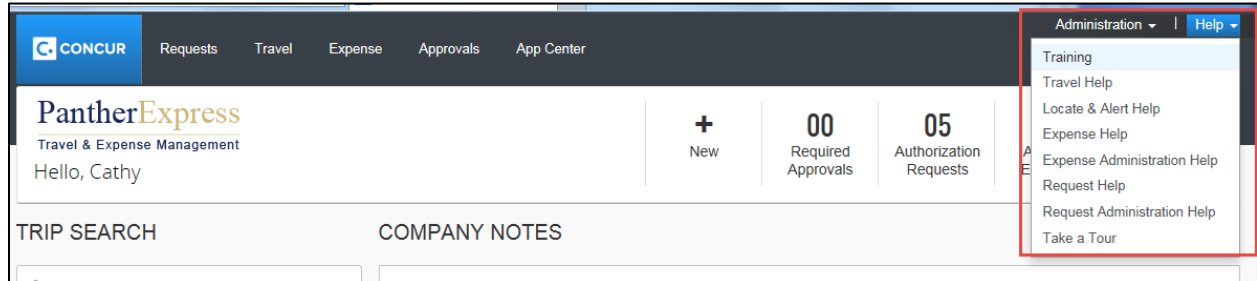 Administration | Help
C. CONCUR Requests Travel Expense Approvals App Center
Training
Travel Help
Locate & Alert Help
Expense Help
Expense Administration Help
Request Help
Request Administration Help
Take a Tour
PantherExpress
Travel & Expense Management
Hello, Cathy
+
New
00
Required
Approvals
05
Authorization
Requests
A
E
TRIP SEARCH
COMPANY NOTES